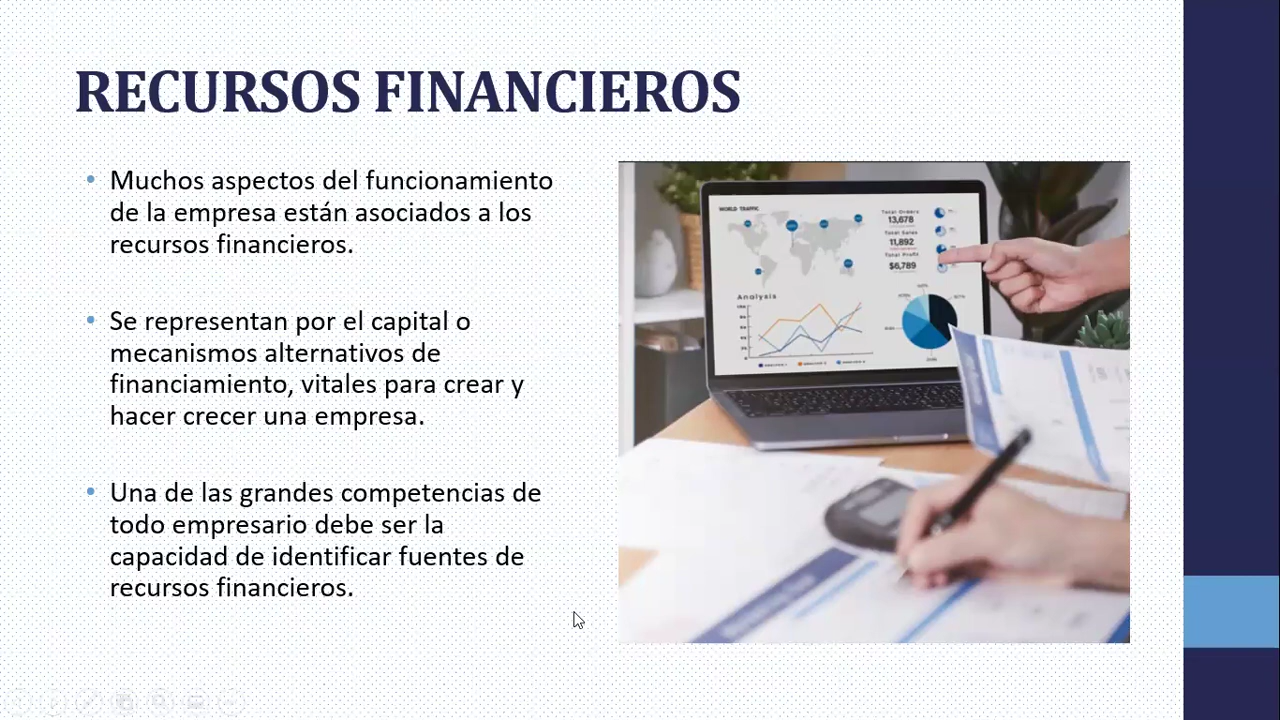 RECURSOS FINANCIEROS
• Muchos aspectos del funcionamiento
de la empresa están asociados a los
recursos financieros.
• Se representan por el capital o
mecanismos alternativos de
financiamiento, vitales para crear y
hacer crecer una empresa.
• Una de las grandes competencias de
todo empresario debe ser la
capacidad de identificar fuentes de
recursos financieros.
WORLD TRAFFIC
Total Orders
13,678
Total Sales
11,892
Total Profit
$6,789
Analysis